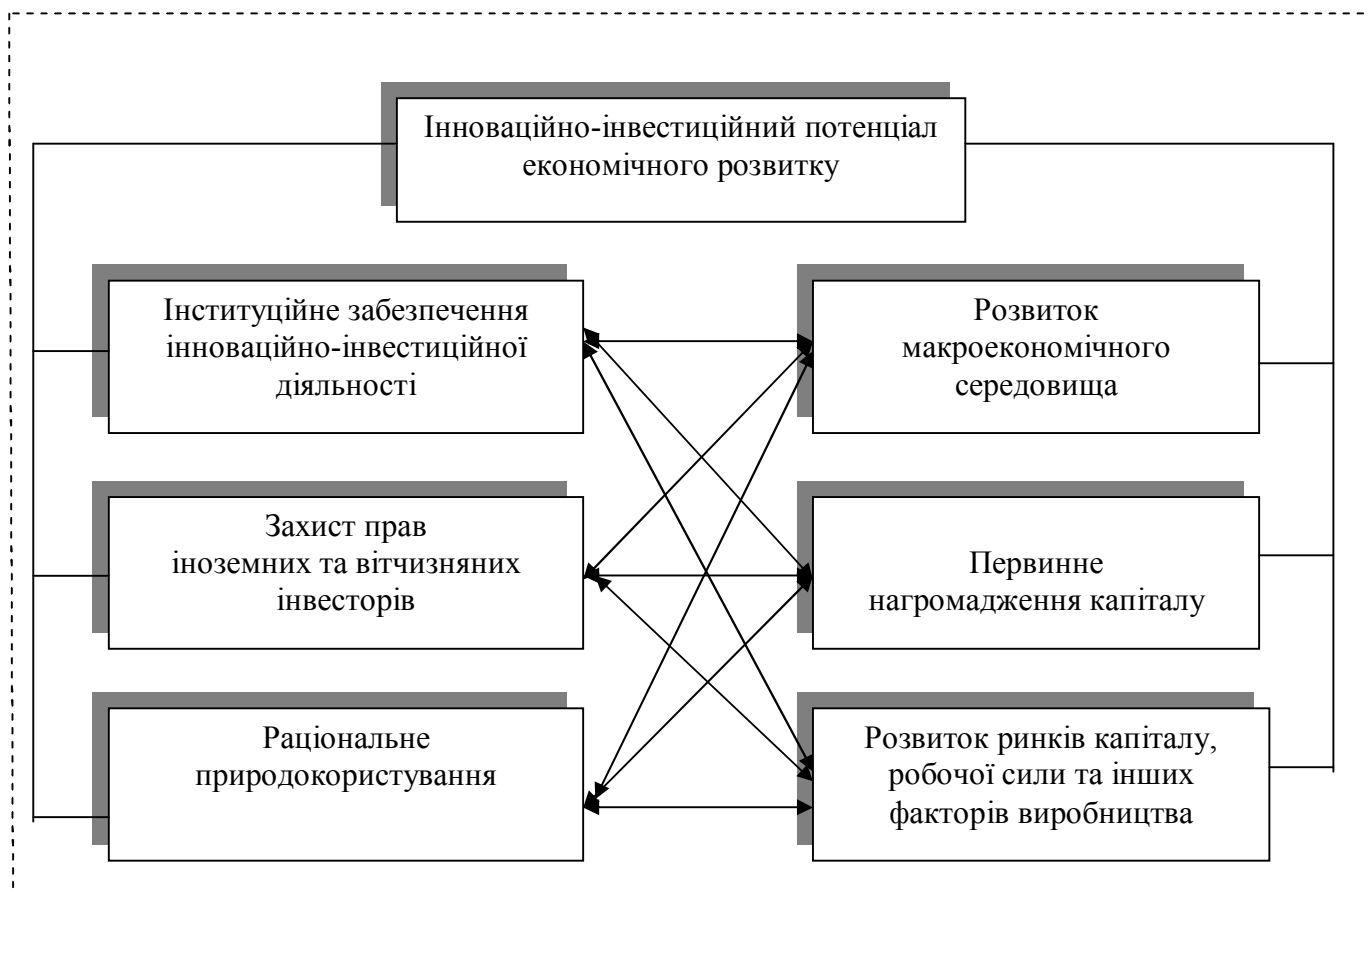 Інноваційно-інвестиційний потенціал
економічного розвитку
Інституційне забезпечення
інноваційно-інвестиційної
діяльності
Розвиток
макроекономічного
середовища
Захист прав
іноземних та вітчизняних
інвесторів
Первинне
нагромадження капіталу
Раціональне
природокористування
Розвиток ринків капіталу,
робочої сили та інших
факторів виробництва